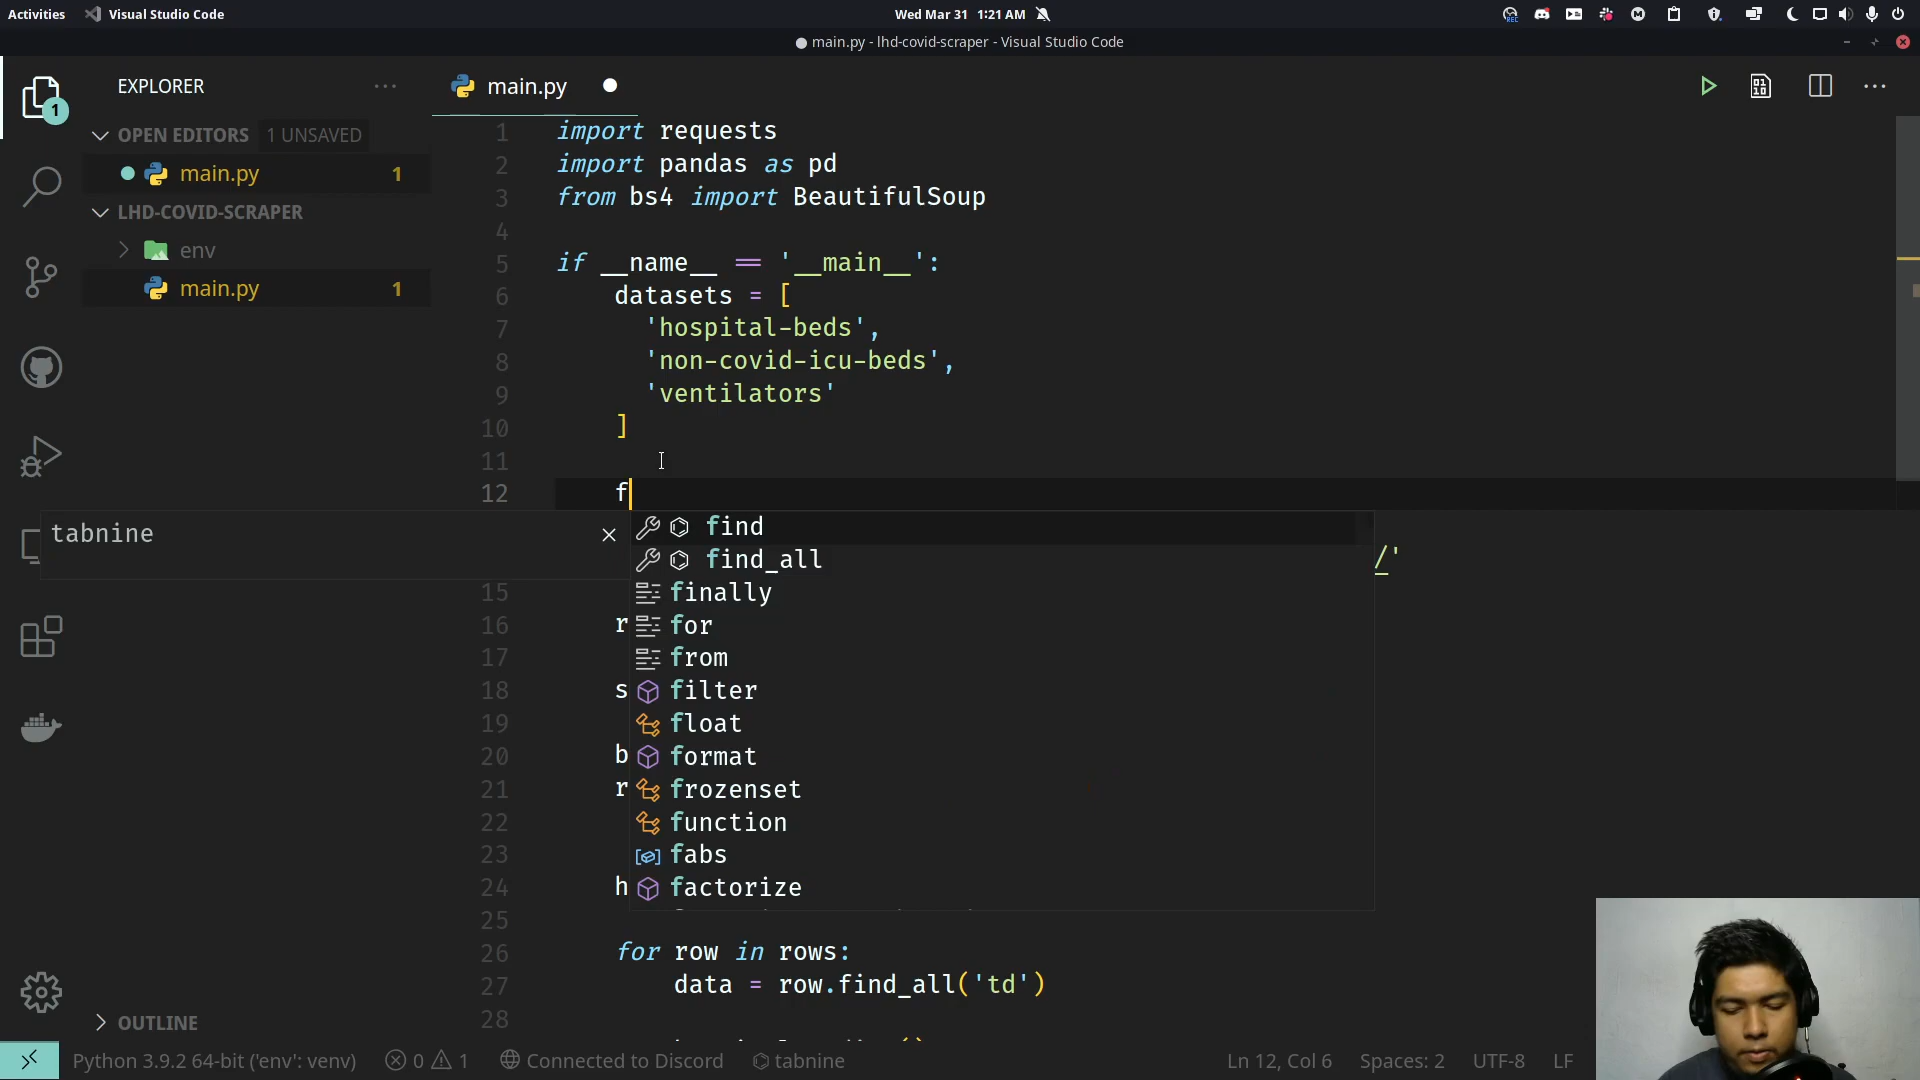 Activities
Visual Studio Code
Wed Mar 31 1:21 AM
REC
main.py - lhd-covid-scraper - Visual Studio Code
EXPLORER
main.py
1
OPEN EDITORS
1 UNSAVED
main.py
1
LHD-COVID-SCRAPER
env
main.py
1
1 import requests
2 import pandas as pd
3 from bs4 import BeautifulSoup
4
5 if __name__ == '__main__':
6 datasets = [
7 'hospital-beds',
8 'non-covid-icu-beds',
9 'ventilators'
10 ]
11
12 f
tabnine
find
find_all
/'
15 finally
16 r for
17 from
18 s filter
19 float
20 b format
21 r frozenset
22 function
23 fabs
24 h factorize
25
26 for row in rows:
27 data = row.find_all('td')
28
OUTLINE
Python 3.9.2 64-bit ('env': venv)
0
1
Connected to Discord
tabnine
Ln 12, Col 6
Spaces: 2
UTF-8
LF